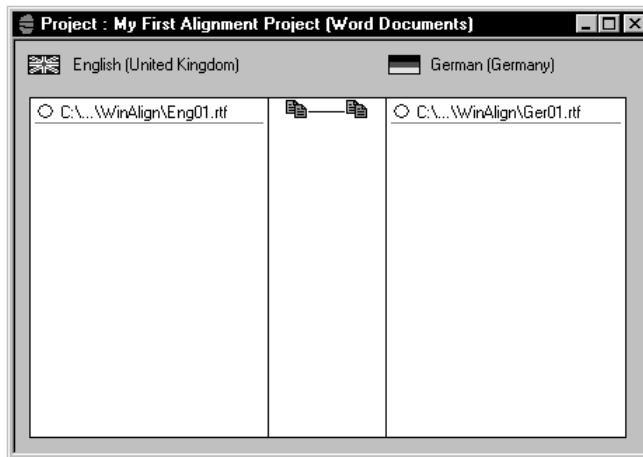 Project : My First Alignment Project (Word Documents)
English (United Kingdom)
German (Germany)
C:\...\WinAlign\Eng01.rtf
C:\...\WinAlign\Ger01.rtf